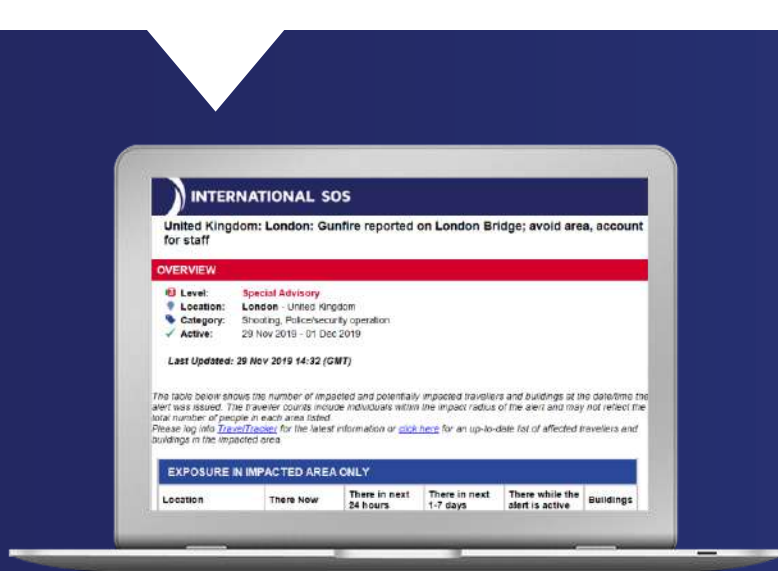 INTERNATIONAL SOS
United Kingdom: London: Gunfire reported on London Bridge; avoid area, account
for staff
OVERVIEW
Level: Special Advisory
Location: London - United Kingdom
Category: Shooting, Police/security operation
Active: 29 Nov 2019 - 01 Dec 2019
Last Updated: 29 Nov 2019 14:32 (GMT)
The table below shows the number of impacted and potentially impacted travellers and buildings at the date/time the
alert was issued. The traveller counts include individuals within the impact radius of the alert and may not reflect the
total number of people in each area listed.
Please log into TravelTracker for the latest information or click here for an up-to-date list of affected travellers and
buildings in the impacted area.
EXPOSURE IN IMPACTED AREA ONLY
Location There Now There in next 24 hours There in next 1-7 days There while the alert is active Buildings